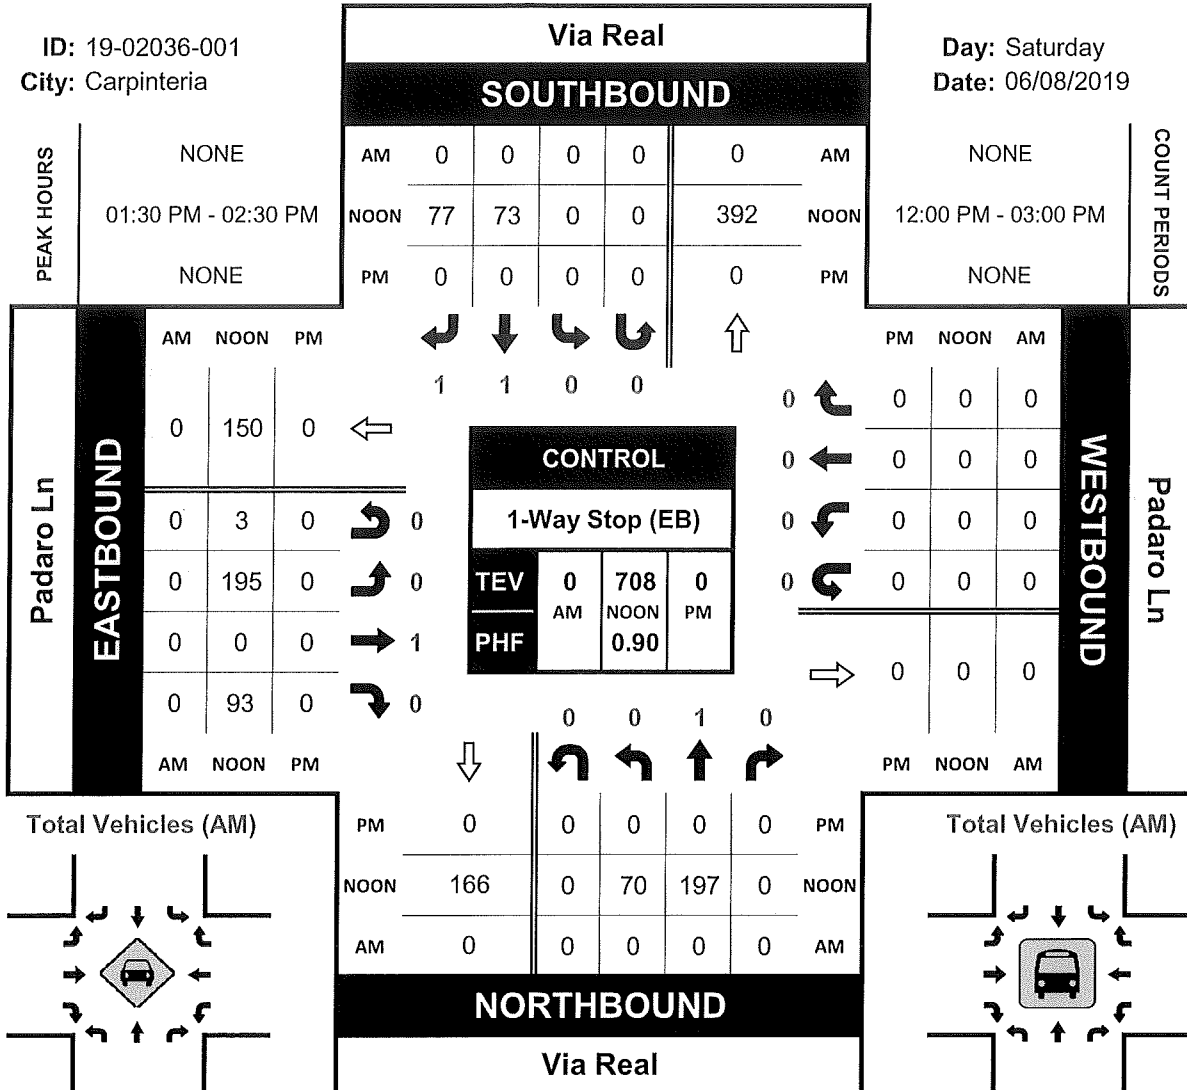 Via Real
ID: 19-02036-001
City: Carpinteria
Day: Saturday
Date: 06/08/2019
SOUTHBOUND
PEAK HOURS
NONE
01:30 PM - 02:30 PM
NONE
AM 0 0 0 0 0 AM
NOON 77 73 0 0 392 NOON
PM 0 0 0 0 0 PM
NONE
12:00 PM - 03:00 PM
NONE
COUNT PERIODS
1 1 0 0
Padaro Ln
EASTBOUND
AM NOON PM
0 150 0
0 3 0 0
0 195 0 0
0 0 0 1
0 93 0 0
AM NOON PM
CONTROL
1-Way Stop (EB)
TEV 0 708 0
AM NOON PM
PHF 0.90
PM NOON AM
0 0 0 0
0 0 0 0
0 0 0 0
0 0 0 0
0 0 0
PM NOON AM
WESTBOUND
Padaro Ln
0 0 1 0
PM 0 0 0 0 0 PM
NOON 166 0 70 197 0 NOON
AM 0 0 0 0 0 AM
NORTHBOUND
Via Real
Total Vehicles (AM)
Total Vehicles (AM)